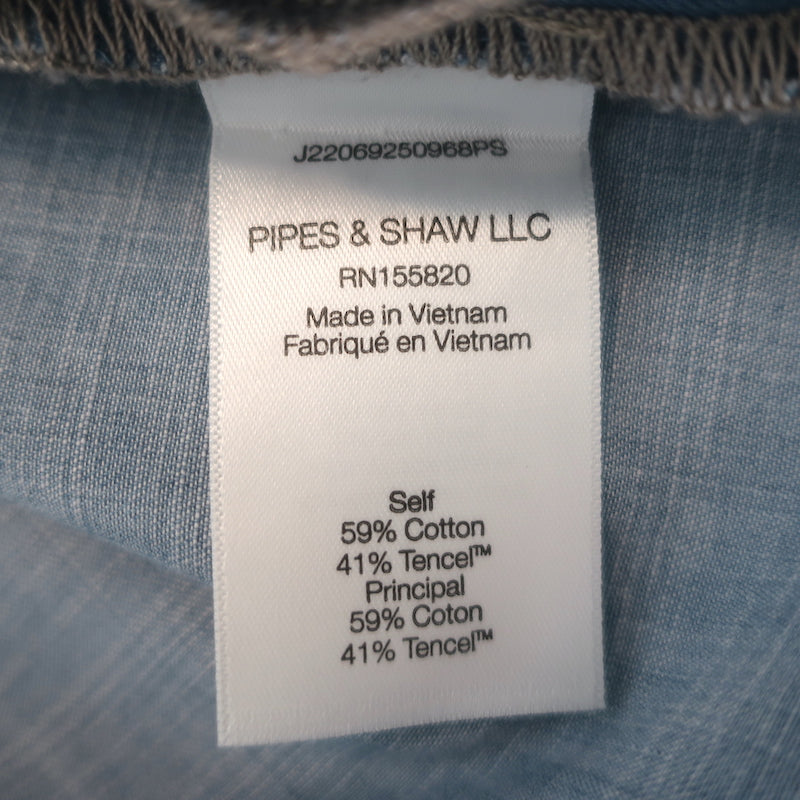 J22069250968PS
PIPES & SHAW LLC
RN155820
Made in Vietnam
Fabriqué en Vietnam
Self
59% Cotton
41% Tencel™
Principal
59% Coton
41% Tencel™